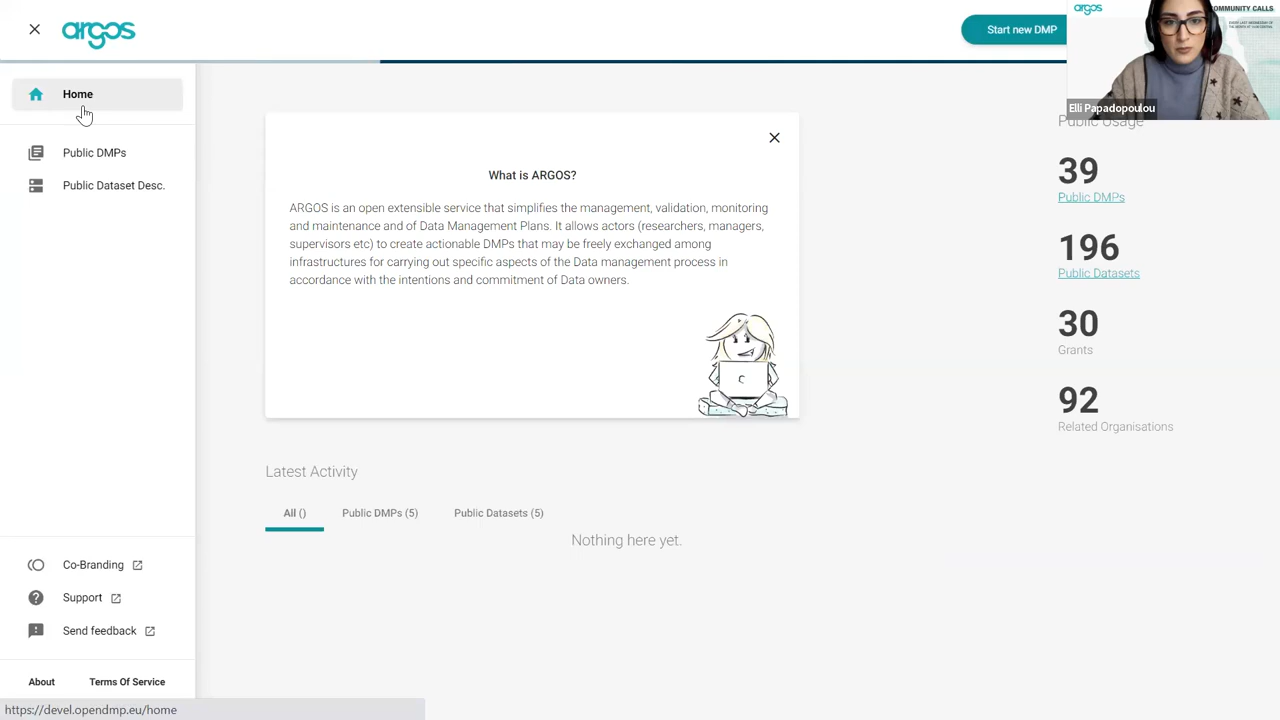 argos
Start new DMP
argos
COMMUNITY CALLS
Elli Papadopoulou
Home
Public DMPs
Public Dataset Desc.
What is ARGOS?
ARGOS is an open extensible service that simplifies the management, validation, monitoring
and maintenance and of Data Management Plans. It allows actors (researchers, managers,
supervisors etc) to create actionable DMPs that may be freely exchanged among
infrastructures for carrying out specific aspects of the Data management process in
accordance with the intentions and commitment of Data owners.
Public Usage
39
Public DMPs
196
Public Datasets
30
Grants
92
Related Organisations
Latest Activity
All ()
Public DMPs (5)
Public Datasets (5)
Nothing here yet.
Co-Branding
Support
Send feedback
About
Terms Of Service
https://devel.opendmp.eu/home